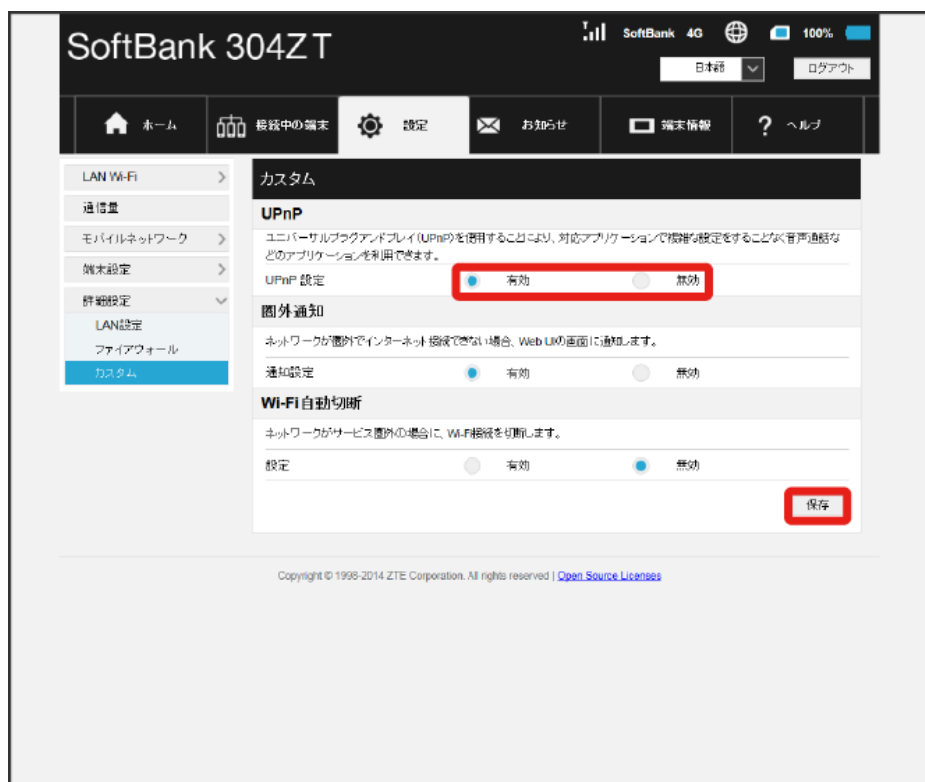 SoftBank 304ZT
SoftBank 4G 100%
日本語 ログアウト
ホーム 接続中の端末 設定 お知らせ 端末情報 ? ヘルプ
LAN Wi-Fi
通信量
モバイルネットワーク
端末設定
詳細設定
LAN設定
ファイアウォール
カスタム
カスタム
UPnP
ユニバーサルプラグアンドプレイ(UPnP)を使用することにより、対応アプリケーションで複雑な設定をすることなく音声通話な
どのアプリケーションを利用できます。
UPnP 設定 有効 無効
圏外通知
ネットワークが圏外でインターネット接続できない場合、Web UIの画面に通知します。
通知設定 有効 無効
Wi-Fi自動切断
ネットワークがサービス圏外の場合に、Wi-Fi接続を切断します。
設定 有効 無効
保存
Copyright © 1998-2014 ZTE Corporation. All rights reserved | Open Source Licenses